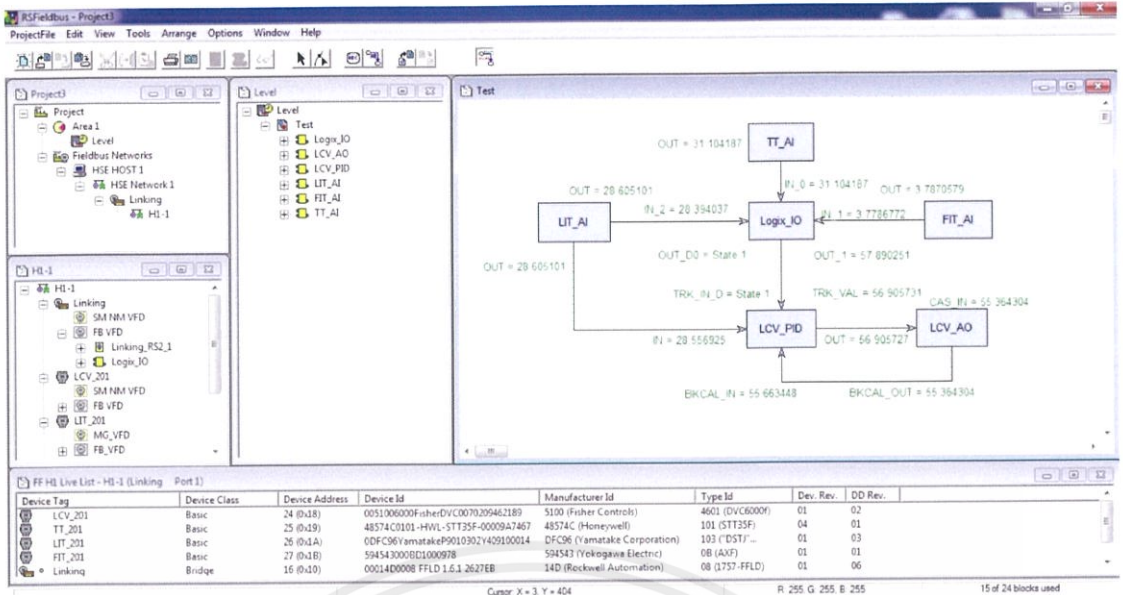 RSFieldbus - Project3
ProjectFile Edit View Tools Arrange Options Window Help
Project3
Project
Area 1
Level
Fieldbus Networks
HSE HOST 1
HSE Network 1
Linking
H1-1
Level
Level
Test
Logix_IO
LCV_AO
LCV_PID
LIT_AI
FIT_AI
TT_AI
Test
OUT = 31.104187
TT_AI
OUT = 28.605101
IN_0 = 31.104187
OUT = 3.7870579
IN_2 = 28.394037
IN_1 = 3.7786772
LIT_AI
Logix_IO
FIT_AI
OUT = 28.605101
OUT_D0 = State 1
OUT_1 = 57.890251
TRK_IN_D = State 1
TRK_VAL = 56.905731
CAS_IN = 55.364304
LCV_PID
LCV_AO
IN = 28.556925
OUT = 56.905727
BKCAL_IN = 55.663448
BKCAL_OUT = 55.364304
H1-1
H1-1
Linking
SM NM VFD
FB VFD
Linking_RS2_1
Logix_IO
LCV_201
SM NM VFD
FB VFD
LIT_201
MG_VFD
FB_VFD
FF H1 Live List - H1-1 (Linking Port 1)
Device Tag Device Class Device Address Device Id Manufacturer Id Type Id Dev. Rev. DD Rev.
LCV_201 Basic 24 (0x18) 0051006000FisherDVC0070209462189 5100 (Fisher Controls) 4601 (DVC6000f) 01 02
TT_201 Basic 25 (0x19) 48574C0101-HWL-STT35F-00009A7467 48574C (Honeywell) 101 (STT35F) 04 01
LIT_201 Basic 26 (0x1A) 0DFC96YamatakeP9010302Y409100014 DFC96 (Yamatake Corporation) 103 ("DSTJ"... 01 03
FIT_201 Basic 27 (0x1B) 594543000BD1000978 594543 (Yokogawa Electric) 0B (AXF) 01 01
Linking Bridge 16 (0x10) 00014D0008 FFLD 1.6.1 2627EB 14D (Rockwell Automation) 08 (1757-FFLD) 01 06
Cursor: X = 3, Y = 404 R: 255, G: 255, B: 255 15 of 24 blocks used